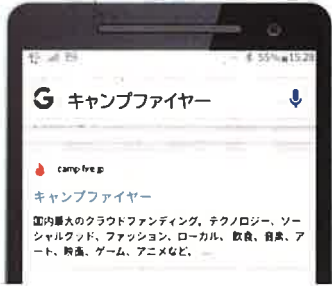 55% 15:28
G キャンプファイヤー
camp fire.jp
キャンプファイヤー
国内最大のクラウドファンディング。テクノロジー、ソー
シャルグッド、ファッション、ローカル、飲食、音楽、ア
ート、映画、ゲーム、アニメなど。